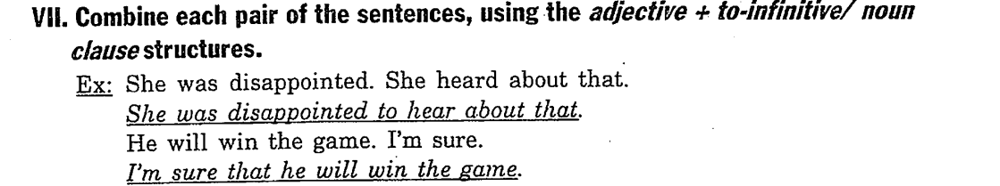 VII. Combine each pair of the sentences, using the adjective + to-infinitive/ noun
clause structures.
Ex: She was disappointed. She heard about that.
She was disappointed to hear about that.
He will win the game. I'm sure.
I'm sure that he will win the game.